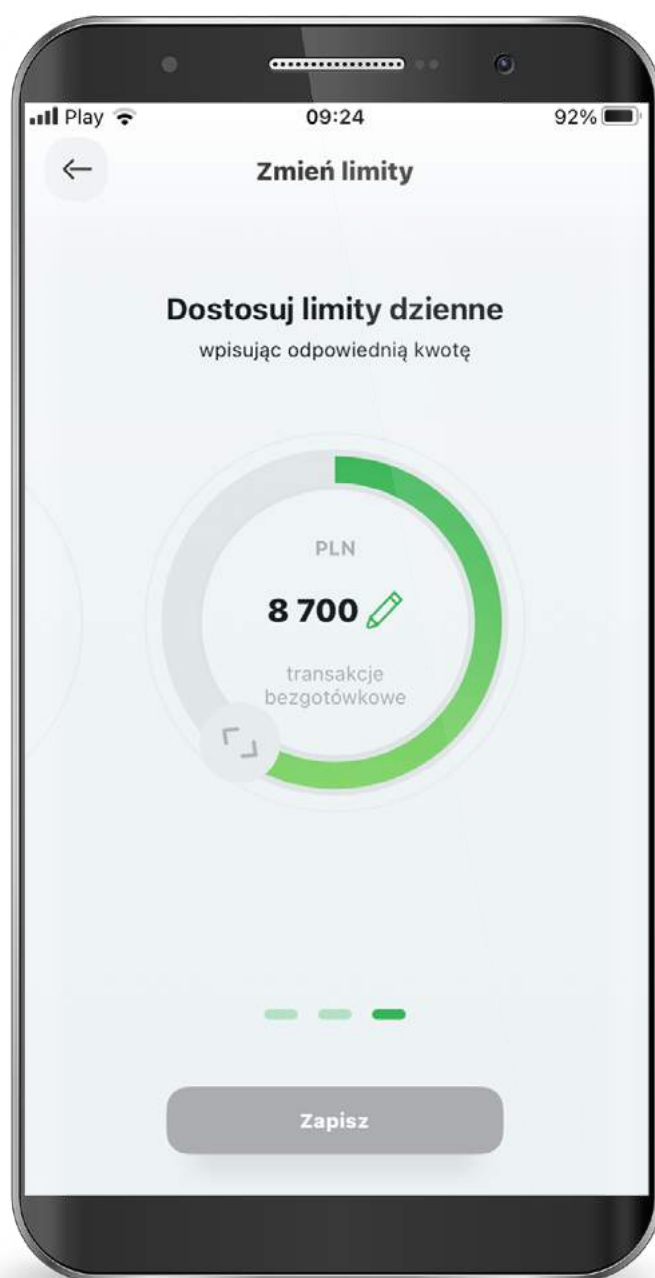 Play
09:24
92%
Zmień limity
Dostosuj limity dzienne
wpisując odpowiednią kwotę
PLN
8 700
transakcje
bezgotówkowe
Zapisz